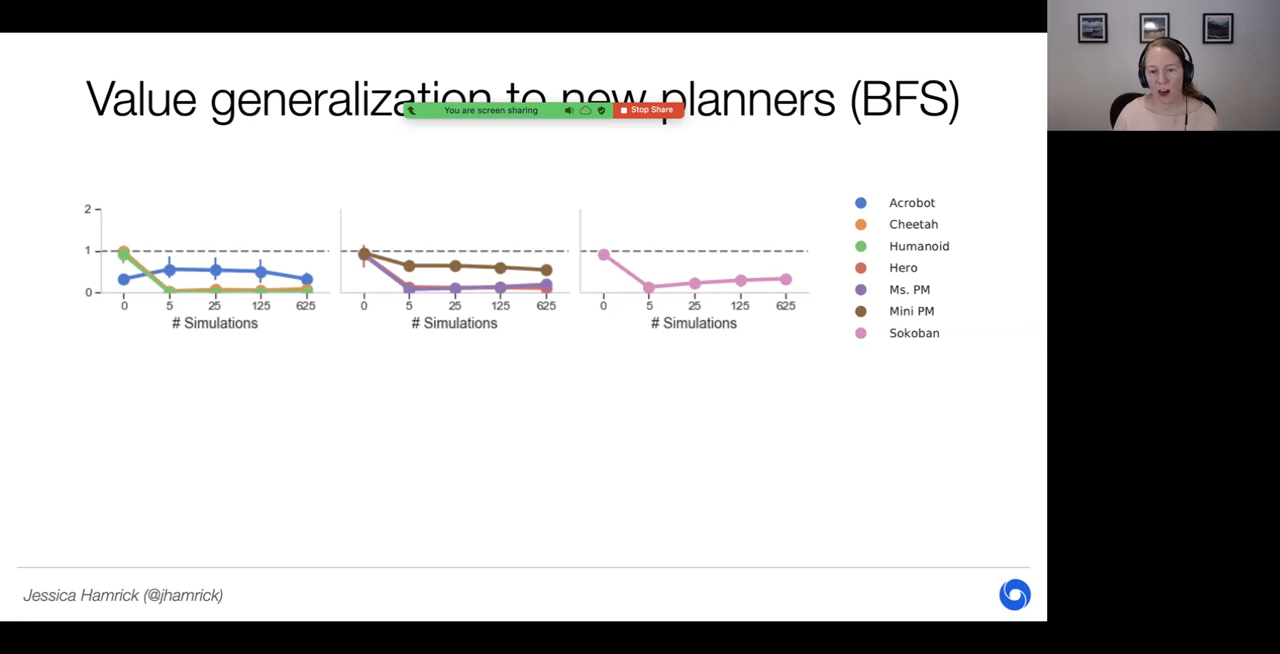 Value generalization to new planners (BFS)
You are screen sharing
Stop Share
2
1
0
0 5 25 125 625
# Simulations
0 5 25 125 625
# Simulations
0 5 25 125 625
# Simulations
Acrobot
Cheetah
Humanoid
Hero
Ms. PM
Mini PM
Sokoban
Jessica Hamrick (@jhamrick)